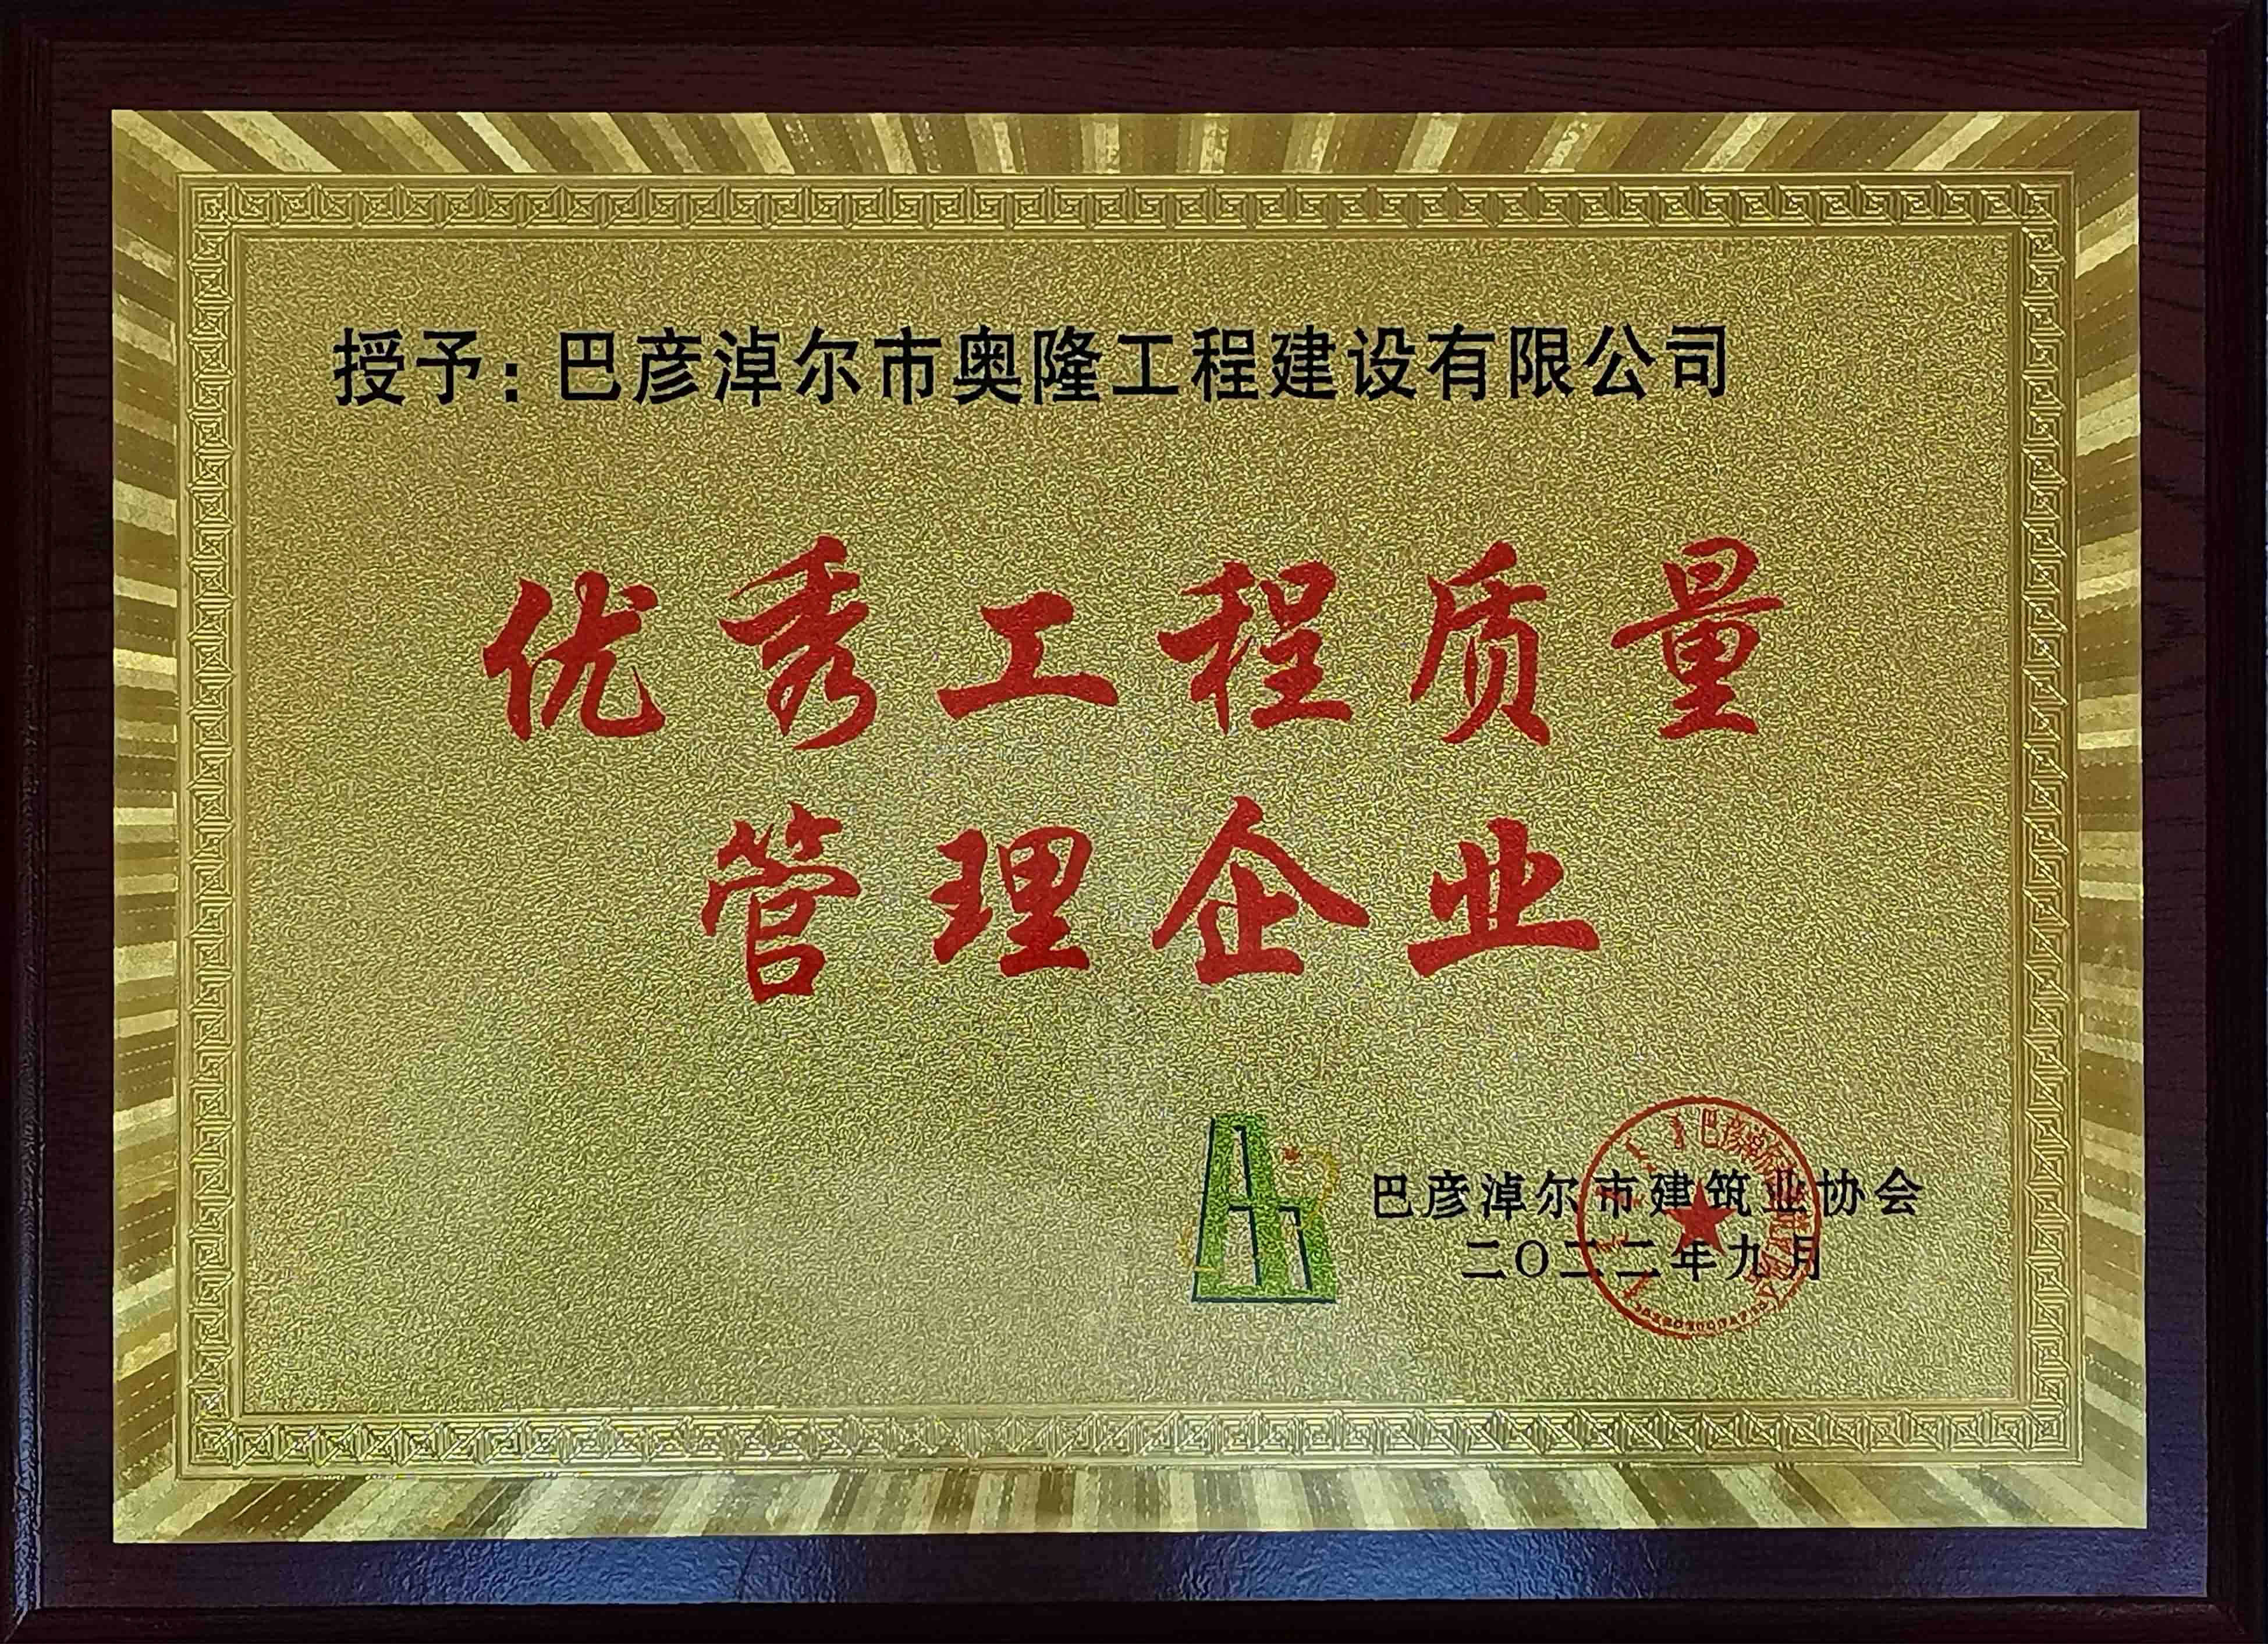 授予：巴彦淖尔市奥隆工程建设有限公司
优秀工程质量
管理企业
巴彦淖尔市建筑业协会
二〇二二年九月